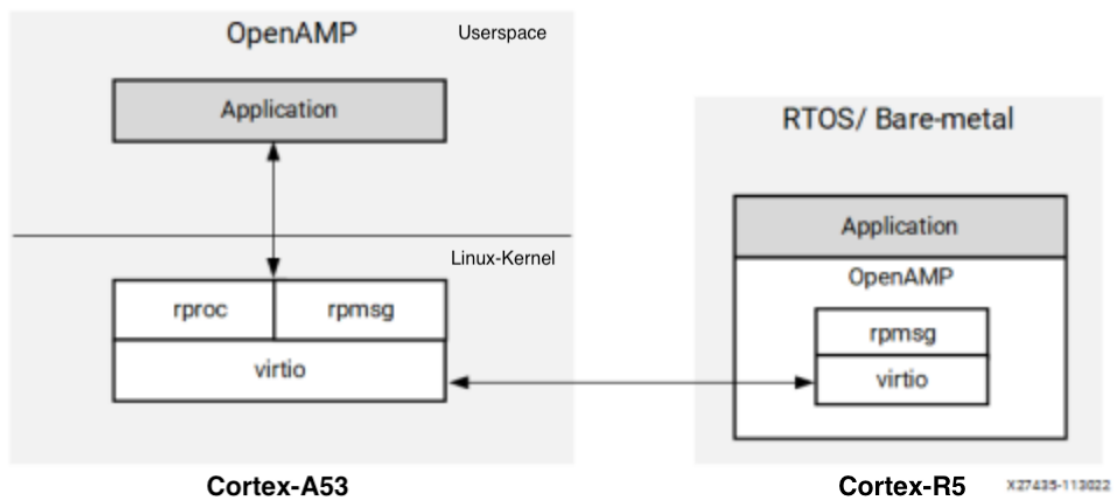 OpenAMP
Userspace
Application
Linux-Kernel
rproc
rpmsg
virtio
Cortex-A53
RTOS/ Bare-metal
Application
OpenAMP
rpmsg
virtio
Cortex-R5
X27435-113022